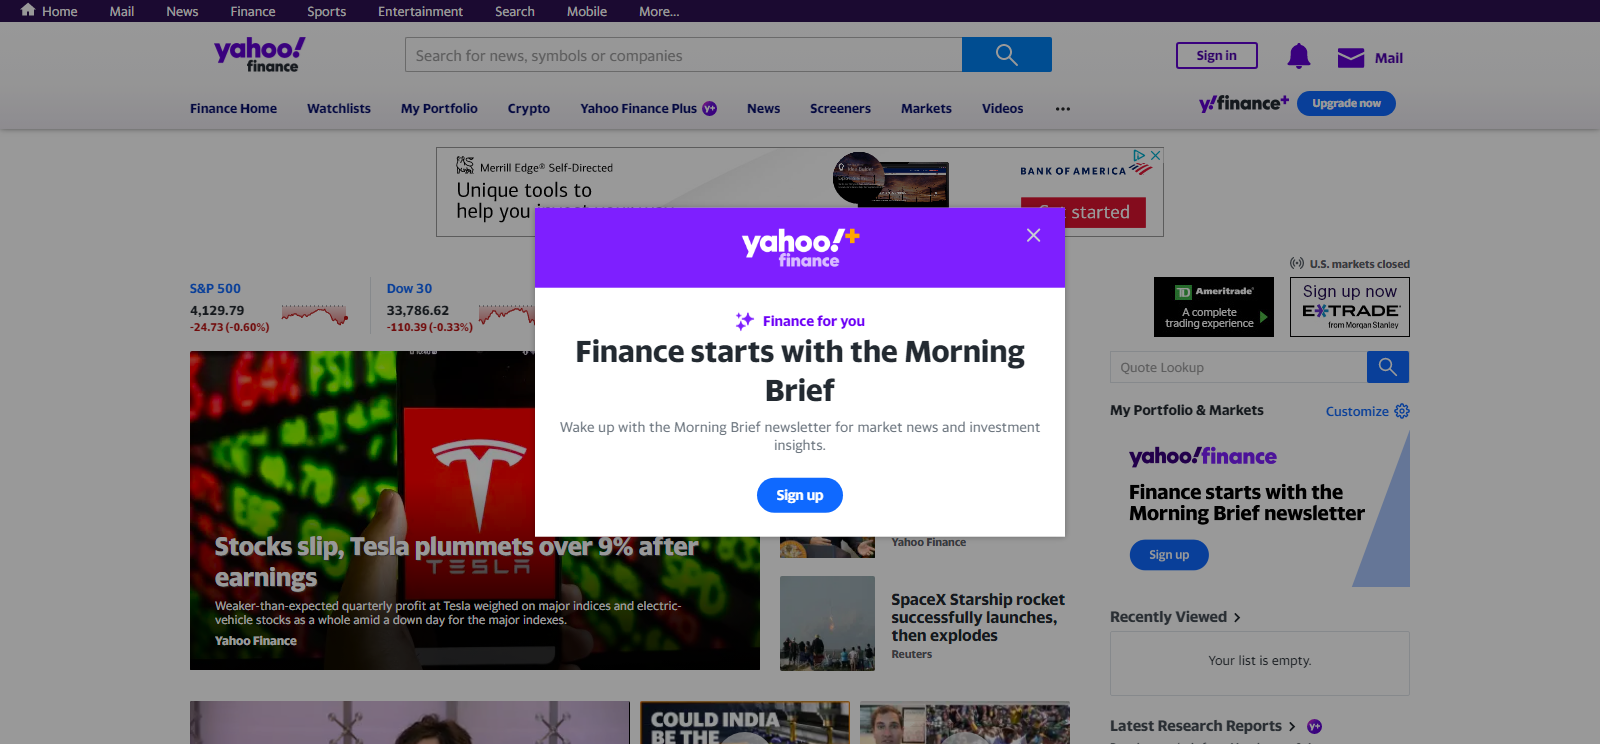 Home Mail News Finance Sports Entertainment Search Mobile More...
yahoo!
finance
Search for news, symbols or companies
Sign in
Mail
Finance Home Watchlists My Portfolio Crypto Yahoo Finance Plus y+ News Screeners Markets Videos ...
y!finance+ Upgrade now
Merrill Edge® Self-Directed
Unique tools to
help you
BANK OF AMERICA
started
yahoo!+
finance
Finance for you
Finance starts with the Morning
Brief
Wake up with the Morning Brief newsletter for market news and investment
insights.
Sign up
S&P 500
4,129.79
-24.73 (-0.60%)
Dow 30
33,786.62
-110.39 (-0.33%)
U.S. markets closed
TD Ameritrade
A complete
trading experience
Sign up now
E*TRADE
from Morgan Stanley
Quote Lookup
My Portfolio & Markets
Customize
yahoo!finance
Finance starts with the
Morning Brief newsletter
Sign up
Recently Viewed
Your list is empty.
Latest Research Reports y+
TESLA
Stocks slip, Tesla plummets over 9% after
earnings
Weaker-than-expected quarterly profit at Tesla weighed on major indices and electric-
vehicle stocks as a whole amid a down day for the major indexes.
Yahoo Finance
Yahoo Finance
SpaceX Starship rocket
successfully launches,
then explodes
Reuters
COULD INDIA
BE THE